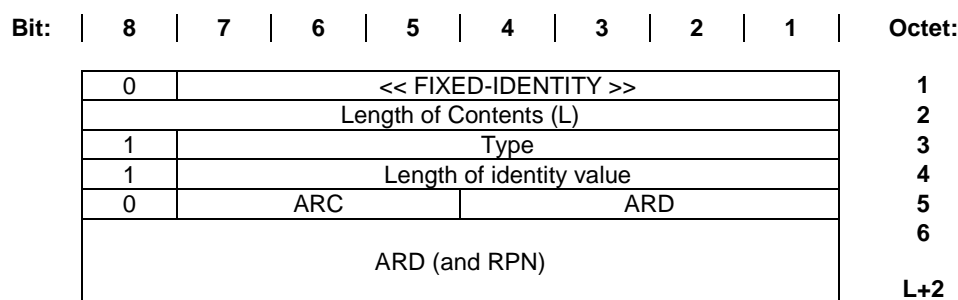 Bit: 8 7 6 5 4 3 2 1 Octet:
0 << FIXED-IDENTITY >> 1
Length of Contents (L) 2
1 Type 3
1 Length of identity value 4
0 ARC ARD 5
6
ARD (and RPN)
L+2